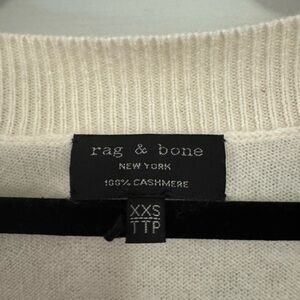 rag & bone
NEW YORK
100% CASHMERE
XXS
TTP